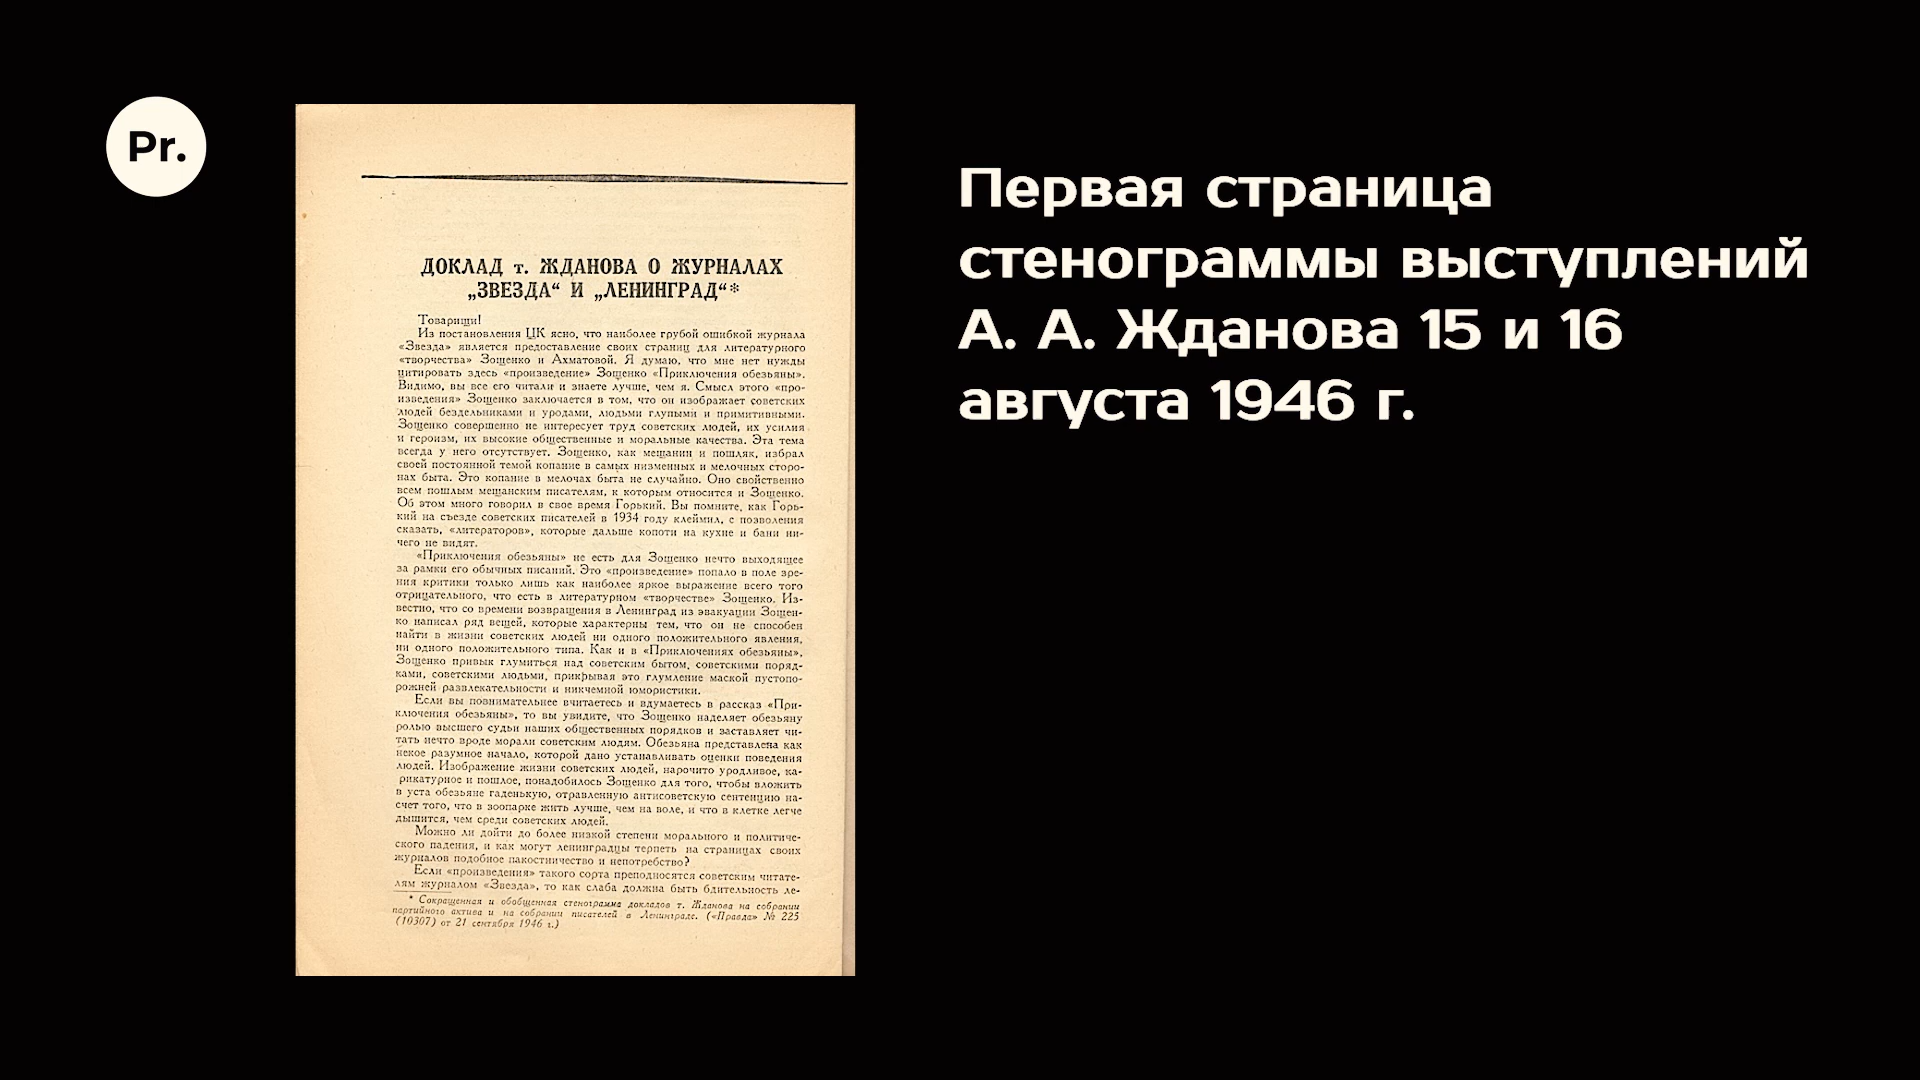 Pr.
ДОКЛАД т. ЖДАНОВА О ЖУРНАЛАХ
„ЗВЕЗДА“ И „ЛЕНИНГРАД“*
Товарищи!
Из постановления ЦК ясно, что наиболее грубой ошибкой журнала
«Звезда» является предоставление своих страниц для литературного
«творчества» Зощенко и Ахматовой. Я думаю, что мне нет нужды
цитировать здесь «произведение» Зощенко «Приключения обезьяны».
Видимо, вы все его читали и знаете лучше, чем я. Смысл этого «про-
изведения» Зощенко заключается в том, что он изображает советских
людей бездельниками и уродами, людьми глупыми и примитивными.
Зощенко совершенно не интересует труд советских людей, их усилия
и героизм, их высокие общественные и моральные качества. Эта тема
всегда у него отсутствует. Зощенко, как мещанин и пошляк, избрал
своей постоянной темой копание в самых низменных и мелочных сторо-
нах быта. Это копание в мелочах быта не случайно. Оно свойственно
всем пошлым мещанским писателям, к которым относится и Зощенко.
Об этом много говорил в свое время Горький. Вы помните, как Горь-
кий на съезде советских писателей в 1934 году клеймил, с позволения
сказать, «литераторов», которые дальше копоти на кухне и бани ни-
чего не видят.
«Приключения обезьяны» не есть для Зощенко нечто выходящее
за рамки его обычных писаний. Это «произведение» попало в поле зре-
ния критики только лишь как наиболее яркое выражение всего того
отрицательного, что есть в литературном «творчестве» Зощенко. Из-
вестно, что со времени возвращения в Ленинград из эвакуации Зощен-
ко написал ряд вещей, которые характерны тем, что он не способен
найти в жизни советских людей ни одного положительного явления,
ни одного положительного типа. Как и в «Приключениях обезьяны»,
Зощенко привык глумиться над советским бытом, советскими поряд-
ками, советскими людьми, прикрывая это глумление маской пустопо-
рожней развлекательности и никчемной юмористики.
Если вы повнимательнее вчитаетесь и вдумаетесь в рассказ «При-
ключения обезьяны», то вы увидите, что Зощенко наделяет обезьяну
ролью высшего судьи наших общественных порядков и заставляет чи-
тать нечто вроде морали советским людям. Обезьяна представлена как
некое разумное начало, которой дано устанавливать оценки поведения
людей. Изображение жизни советских людей, нарочито уродливое, ка-
рикатурное и пошлое, понадобилось Зощенко для того, чтобы вложить
в уста обезьяне гаденькую, отравленную антисоветскую сентенцию на-
счет того, что в зоопарке жить лучше, чем на воле, и что в клетке легче
дышится, чем среди советских людей.
Можно ли дойти до более низкой степени морального и политиче-
ского падения, и как могут ленинградцы терпеть на страницах своих
журналов подобное пакостничество и непотребство?
Если «произведения» такого сорта преподносятся советским читате-
лям журналом «Звезда», то как слаба должна быть бдительность ле-
* Сокращенная и обобщенная стенограмма докладов т. Жданова на собрании
партийного актива и на собрании писателей в Ленинграде. («Правда» № 225
(10307) от 21 сентября 1946 г.)
Первая страница
стенограммы выступлений
А. А. Жданова 15 и 16
августа 1946 г.